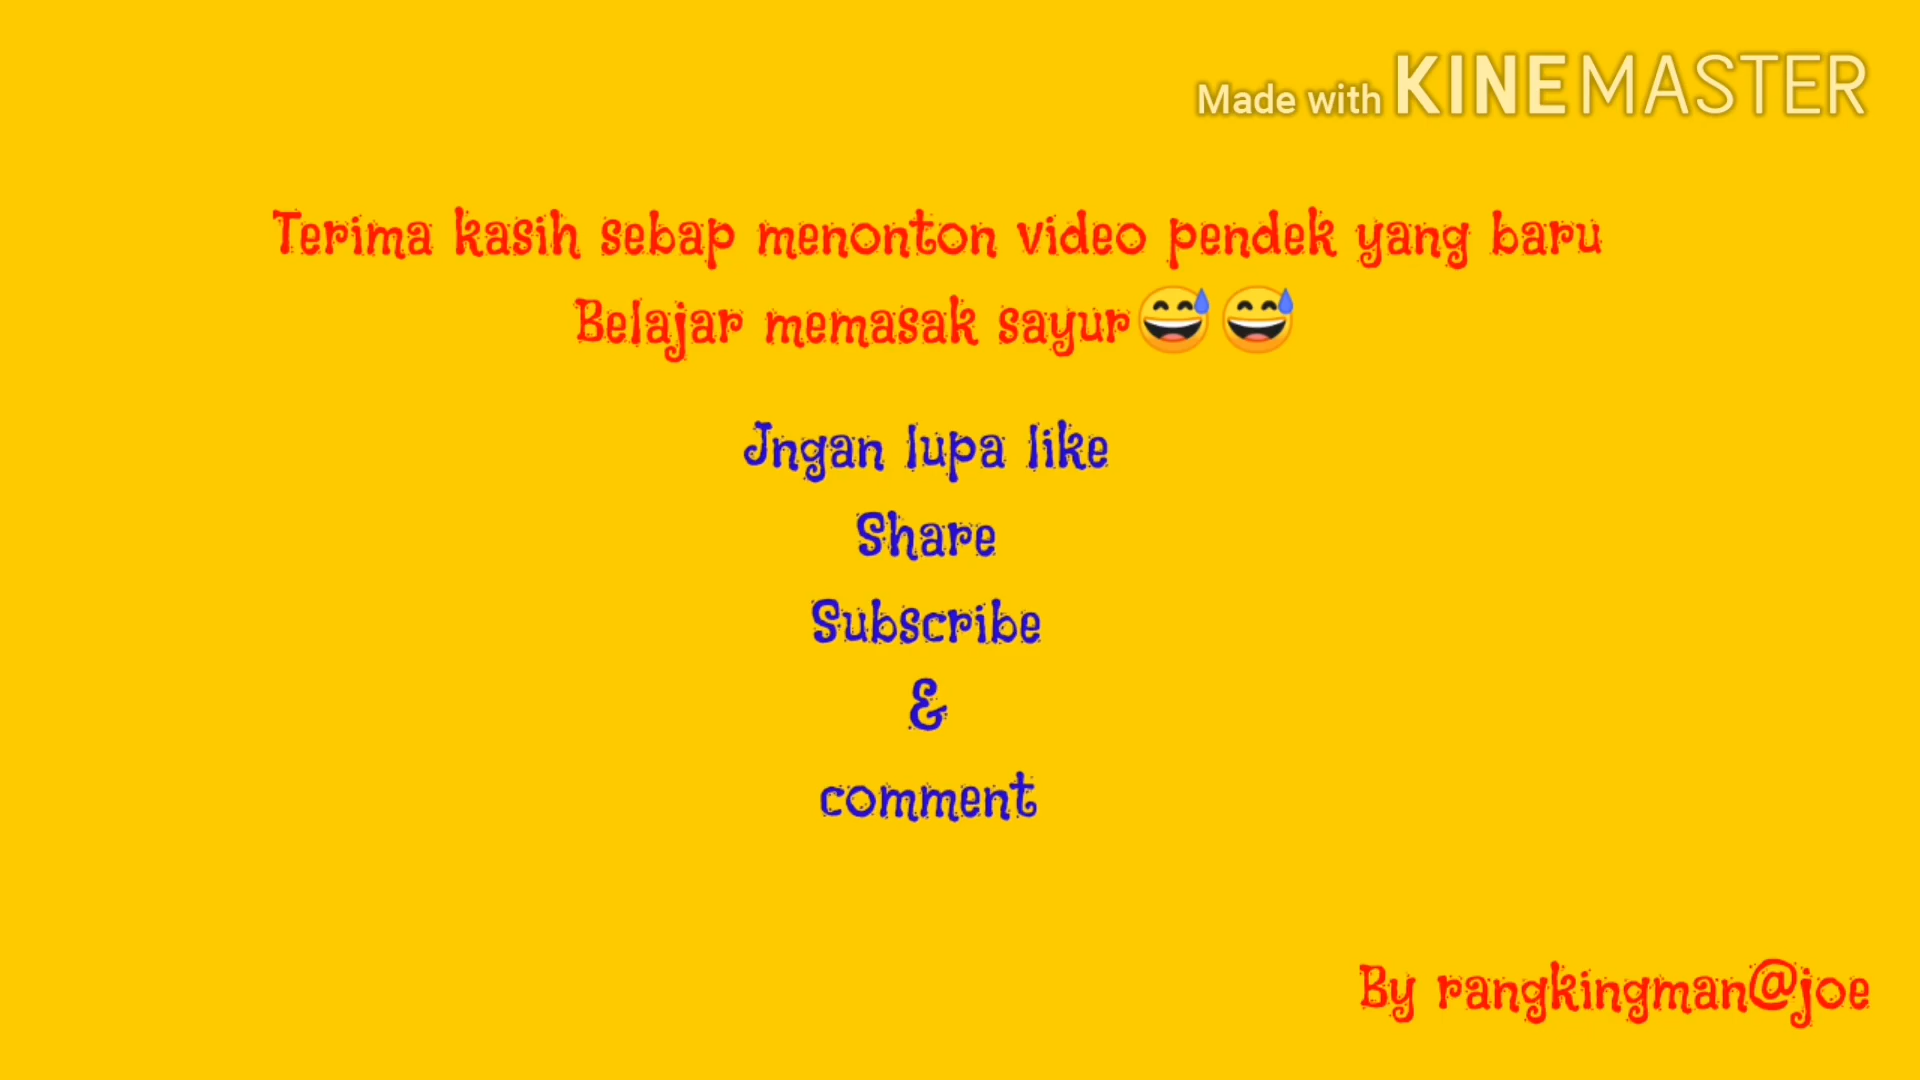 Made with KINEMASTER
Terima kasih sebap menonton video pendek yang baru
Belajar memasak sayur😅😅
Jngan lupa like
Share
Subscribe
&
comment
By rangkingman@joe